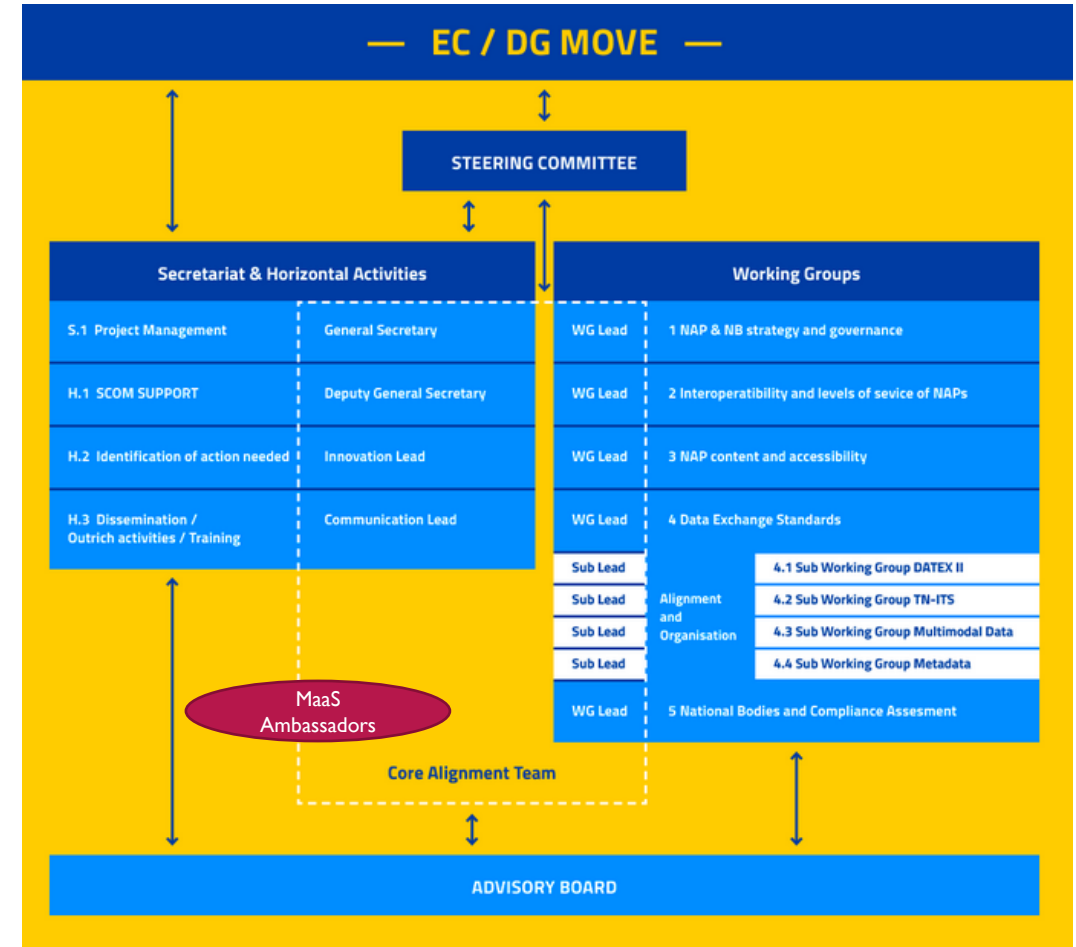 — EC / DG MOVE —
STEERING COMMITTEE
Secretariat & Horizontal Activities
Working Groups
S.1 Project Management
General Secretary
WG Lead
1 NAP & NB strategy and governance
H.1 SCOM SUPPORT
Deputy General Secretary
WG Lead
2 Interoperatibility and levels of sevice of NAPs
H.2 Identification of action needed
Innovation Lead
WG Lead
3 NAP content and accessibility
H.3 Dissemination /
Outrich activities / Training
Communication Lead
WG Lead
4 Data Exchange Standards
Sub Lead
Sub Lead
Sub Lead
Sub Lead
Alignment
and
Organisation
4.1 Sub Working Group DATEX II
4.2 Sub Working Group TN-ITS
4.3 Sub Working Group Multimodal Data
4.4 Sub Working Group Metadata
MaaS
Ambassadors
WG Lead
5 National Bodies and Compliance Assesment
Core Alignment Team
ADVISORY BOARD